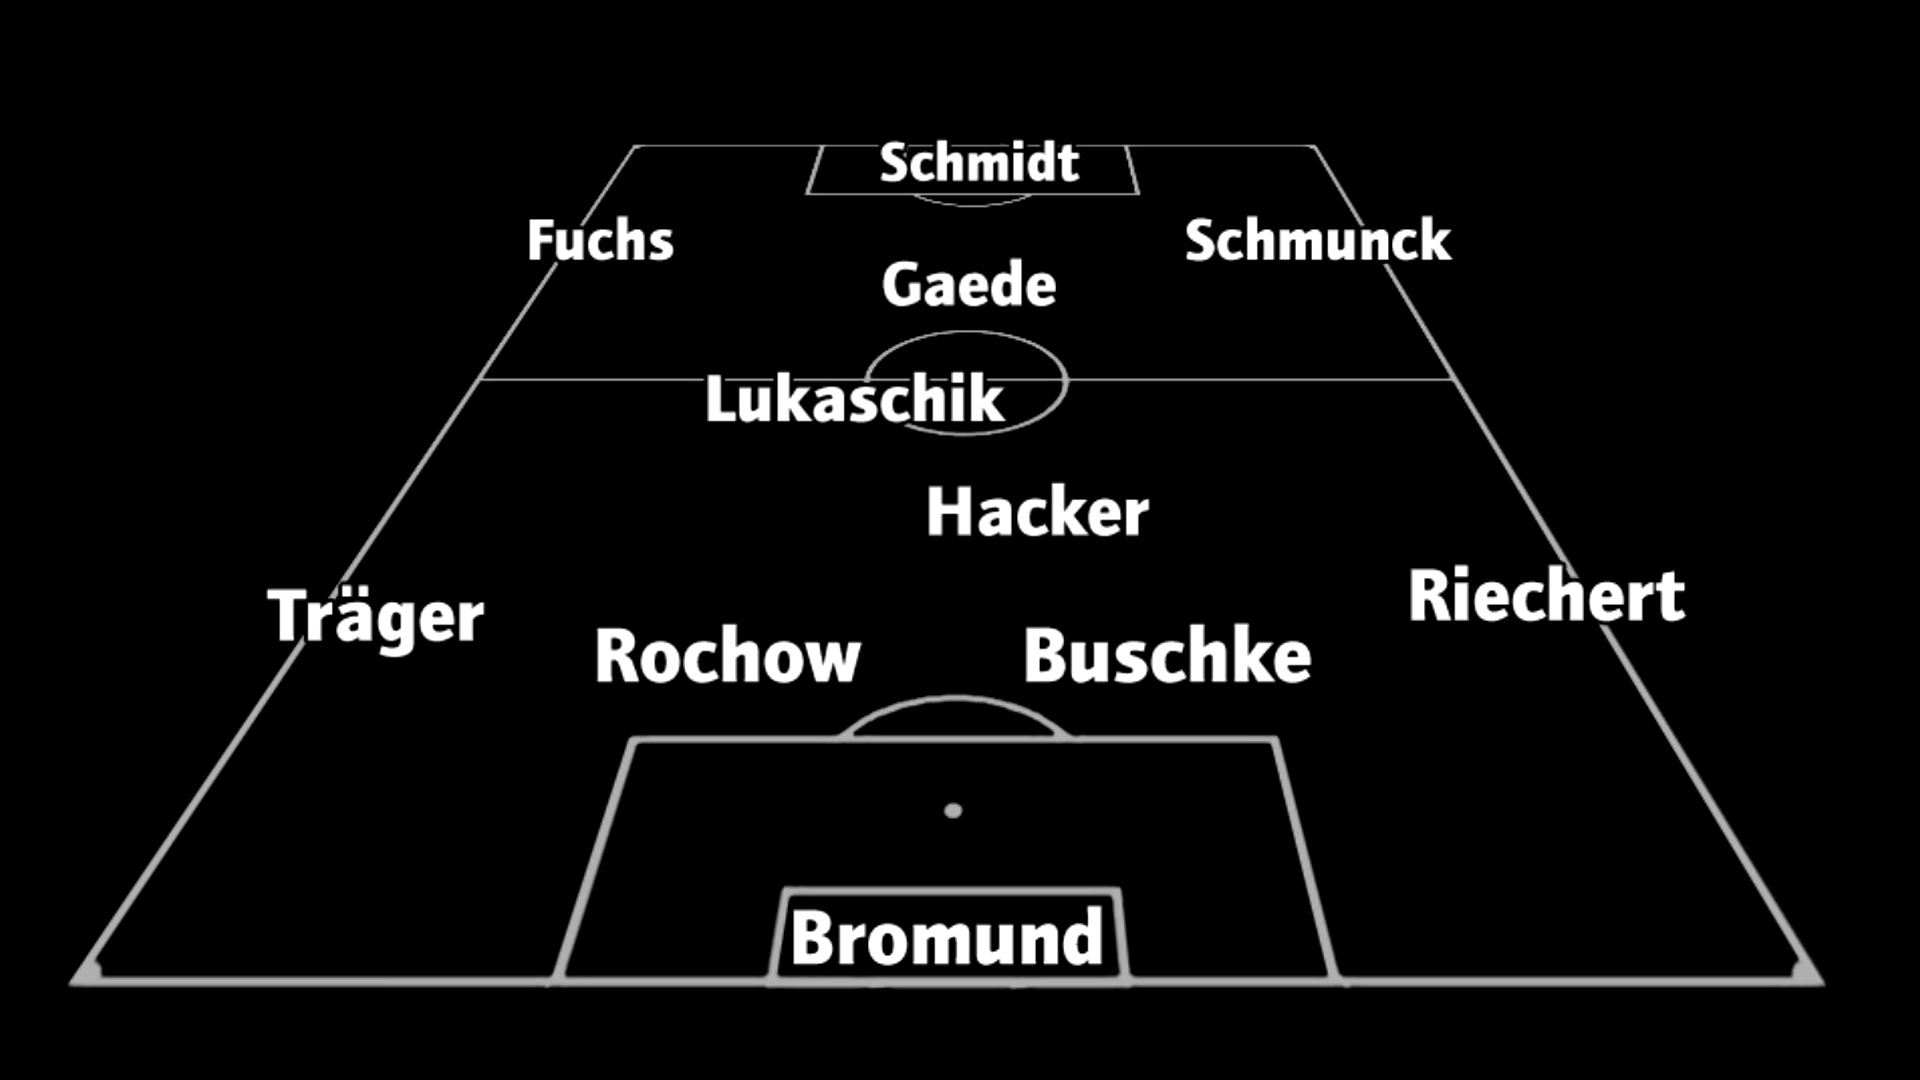 Schmidt
Fuchs
Schmunck
Gaede
Lukaschik
Hacker
Riechert
Träger
Rochow
Buschke
Bromund